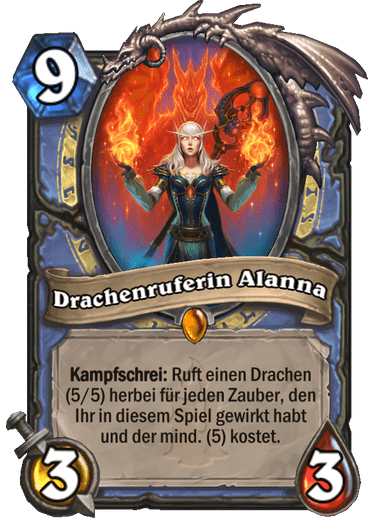 9
Drachenruferin Alanna
Kampfschrei: Ruft einen Drachen
(5/5) herbei für jeden Zauber, den
Ihr in diesem Spiel gewirkt habt
und der mind. (5) kostet.
3
3